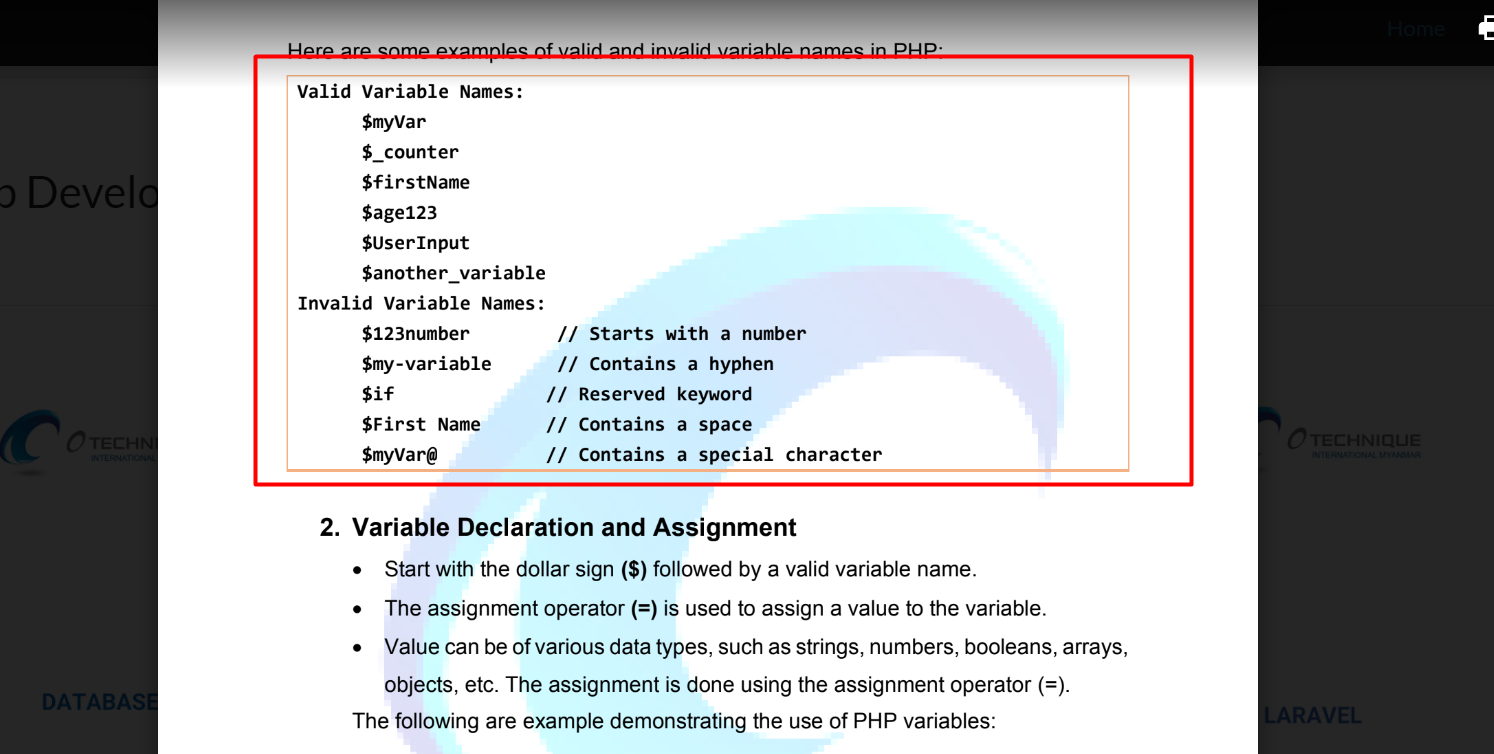 Home
Here are some examples of valid and invalid variable names in PHP:
Valid Variable Names:
$myVar
$_counter
$firstName
$age123
$UserInput
$another_variable
Invalid Variable Names:
$123number // Starts with a number
$my-variable // Contains a hyphen
$if // Reserved keyword
$First Name // Contains a space
$myVar@ // Contains a special character
2. Variable Declaration and Assignment
• Start with the dollar sign ($) followed by a valid variable name.
• The assignment operator (=) is used to assign a value to the variable.
• Value can be of various data types, such as strings, numbers, booleans, arrays,
objects, etc. The assignment is done using the assignment operator (=).
The following are example demonstrating the use of PHP variables:
Develo
O TECHNI
INTERNATIONAL
O TECHNIQUE
INTERNATIONAL MYANMAR
DATABASE
LARAVEL